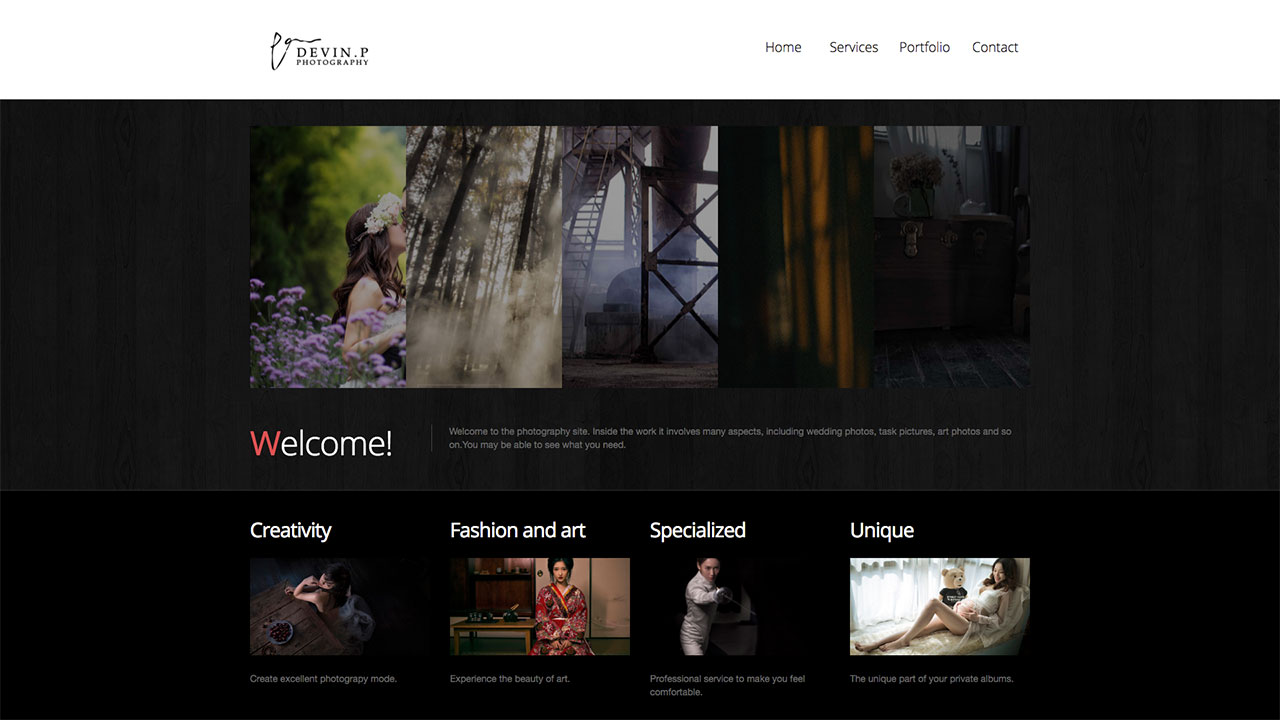 DEVIN.P
PHOTOGRAPHY
Home Services Portfolio Contact
Welcome!
Welcome to the photography site. Inside the work it involves many aspects, including wedding photos, task pictures, art photos and so
on.You may be able to see what you need.
Creativity
Fashion and art
Specialized
Unique
Create excellent photograpy mode.
Experience the beauty of art.
Professional service to make you feel
comfortable.
The unique part of your private albums.